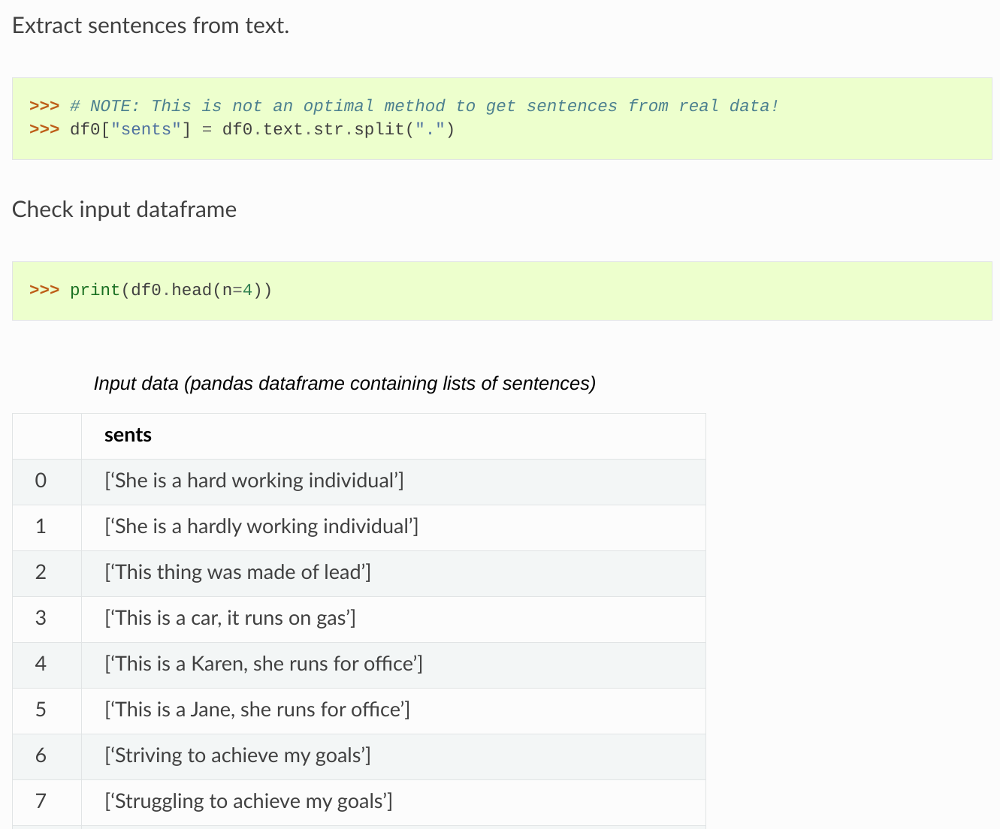 Extract sentences from text.
>>> # NOTE: This is not an optimal method to get sentences from real data!
>>> df0["sents"] = df0.text.str.split(".")
Check input dataframe
>>> print(df0.head(n=4))
Input data (pandas dataframe containing lists of sentences)
sents
0 [‘She is a hard working individual’]
1 [‘She is a hardly working individual’]
2 [‘This thing was made of lead’]
3 [‘This is a car, it runs on gas’]
4 [‘This is a Karen, she runs for office’]
5 [‘This is a Jane, she runs for office’]
6 [‘Striving to achieve my goals’]
7 [‘Struggling to achieve my goals’]